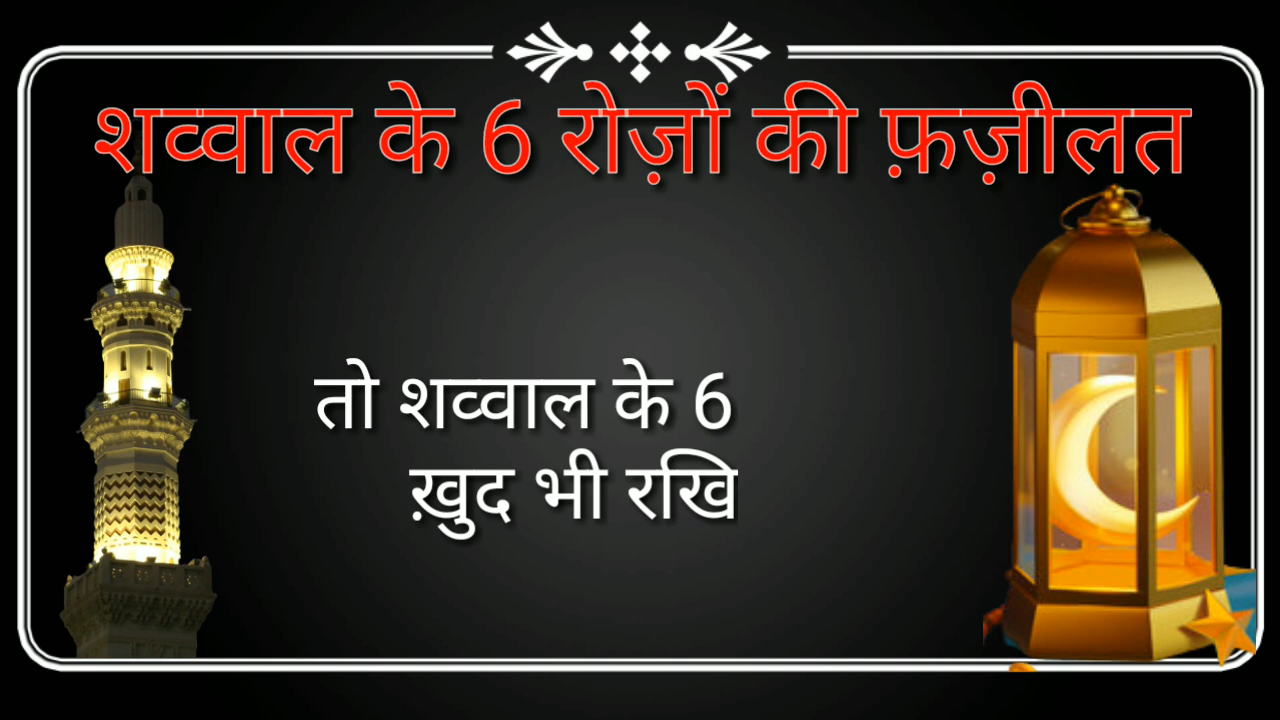 शव्वाल के 6 रोज़ों की फ़ज़ीलत
तो शव्वाल के 6
ख़ुद भी रखि